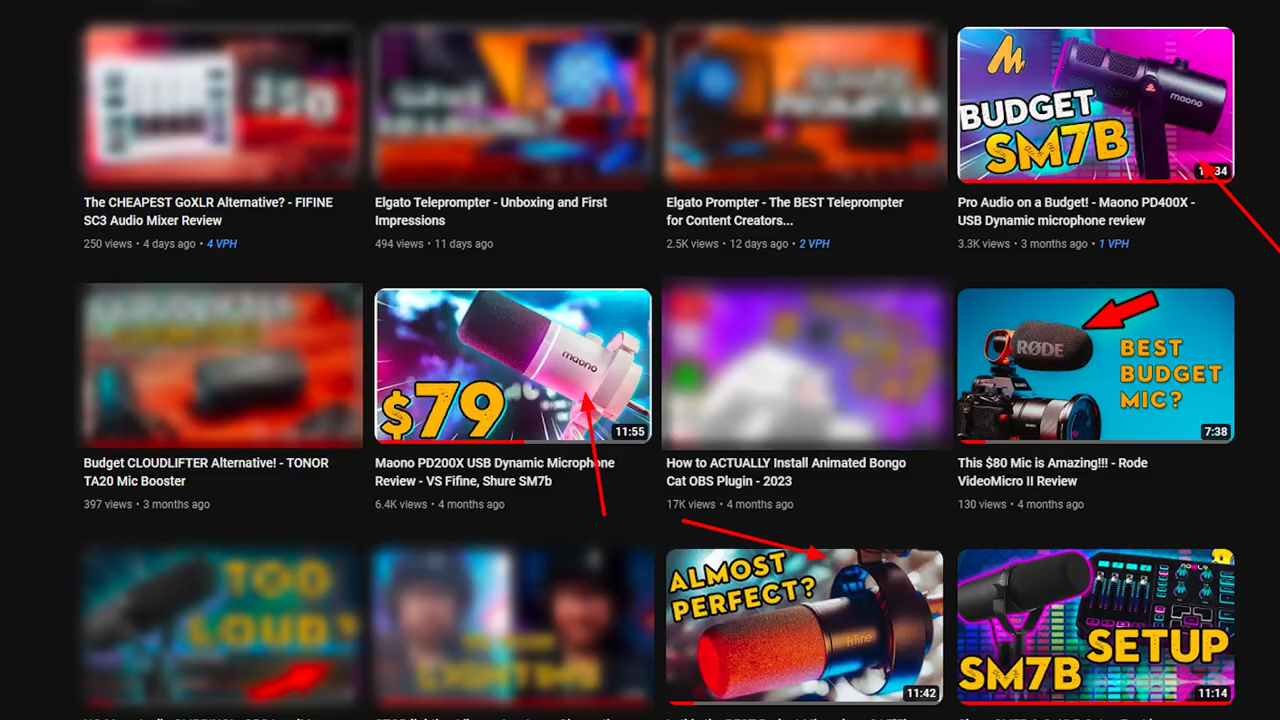 BUDGET
SM7B
maono
The CHEAPEST GoXLR Alternative? - FIFINE
SC3 Audio Mixer Review
250 views • 4 days ago • 4 VPH
Elgato Teleprompter - Unboxing and First
Impressions
494 views • 11 days ago
Elgato Prompter - The BEST Teleprompter
for Content Creators...
2.5K views • 12 days ago • 2 VPH
Pro Audio on a Budget! - Maono PD400X -
USB Dynamic microphone review
3.3K views • 3 months ago • 1 VPH
$79
maono
11:55
RØDE
BEST
BUDGET
MIC?
7:38
Budget CLOUDLIFTER Alternative! - TONOR
TA20 Mic Booster
397 views • 3 months ago
Maono PD200X USB Dynamic Microphone
Review - VS Fifine, Shure SM7b
6.4K views • 4 months ago
How to ACTUALLY Install Animated Bongo
Cat OBS Plugin - 2023
17K views • 4 months ago
This $80 Mic is Amazing!!! - Rode
VideoMicro II Review
130 views • 4 months ago
TOO
LOUD
ALMOST
PERFECT?
fifine
11:42
SM7B SETUP
11:14